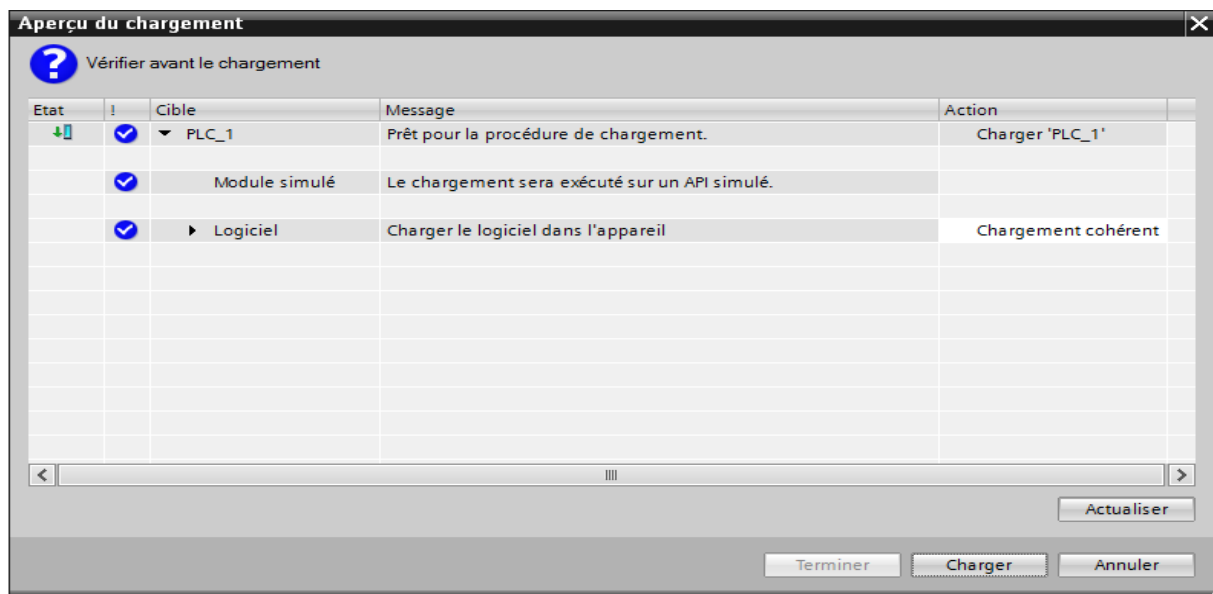 Aperçu du chargement
Vérifier avant le chargement
Etat ! Cible Message Action
PLC_1 Prêt pour la procédure de chargement. Charger 'PLC_1'
Module simulé Le chargement sera exécuté sur un API simulé.
Logiciel Charger le logiciel dans l'appareil Chargement cohérent
Actualiser
Terminer Charger Annuler